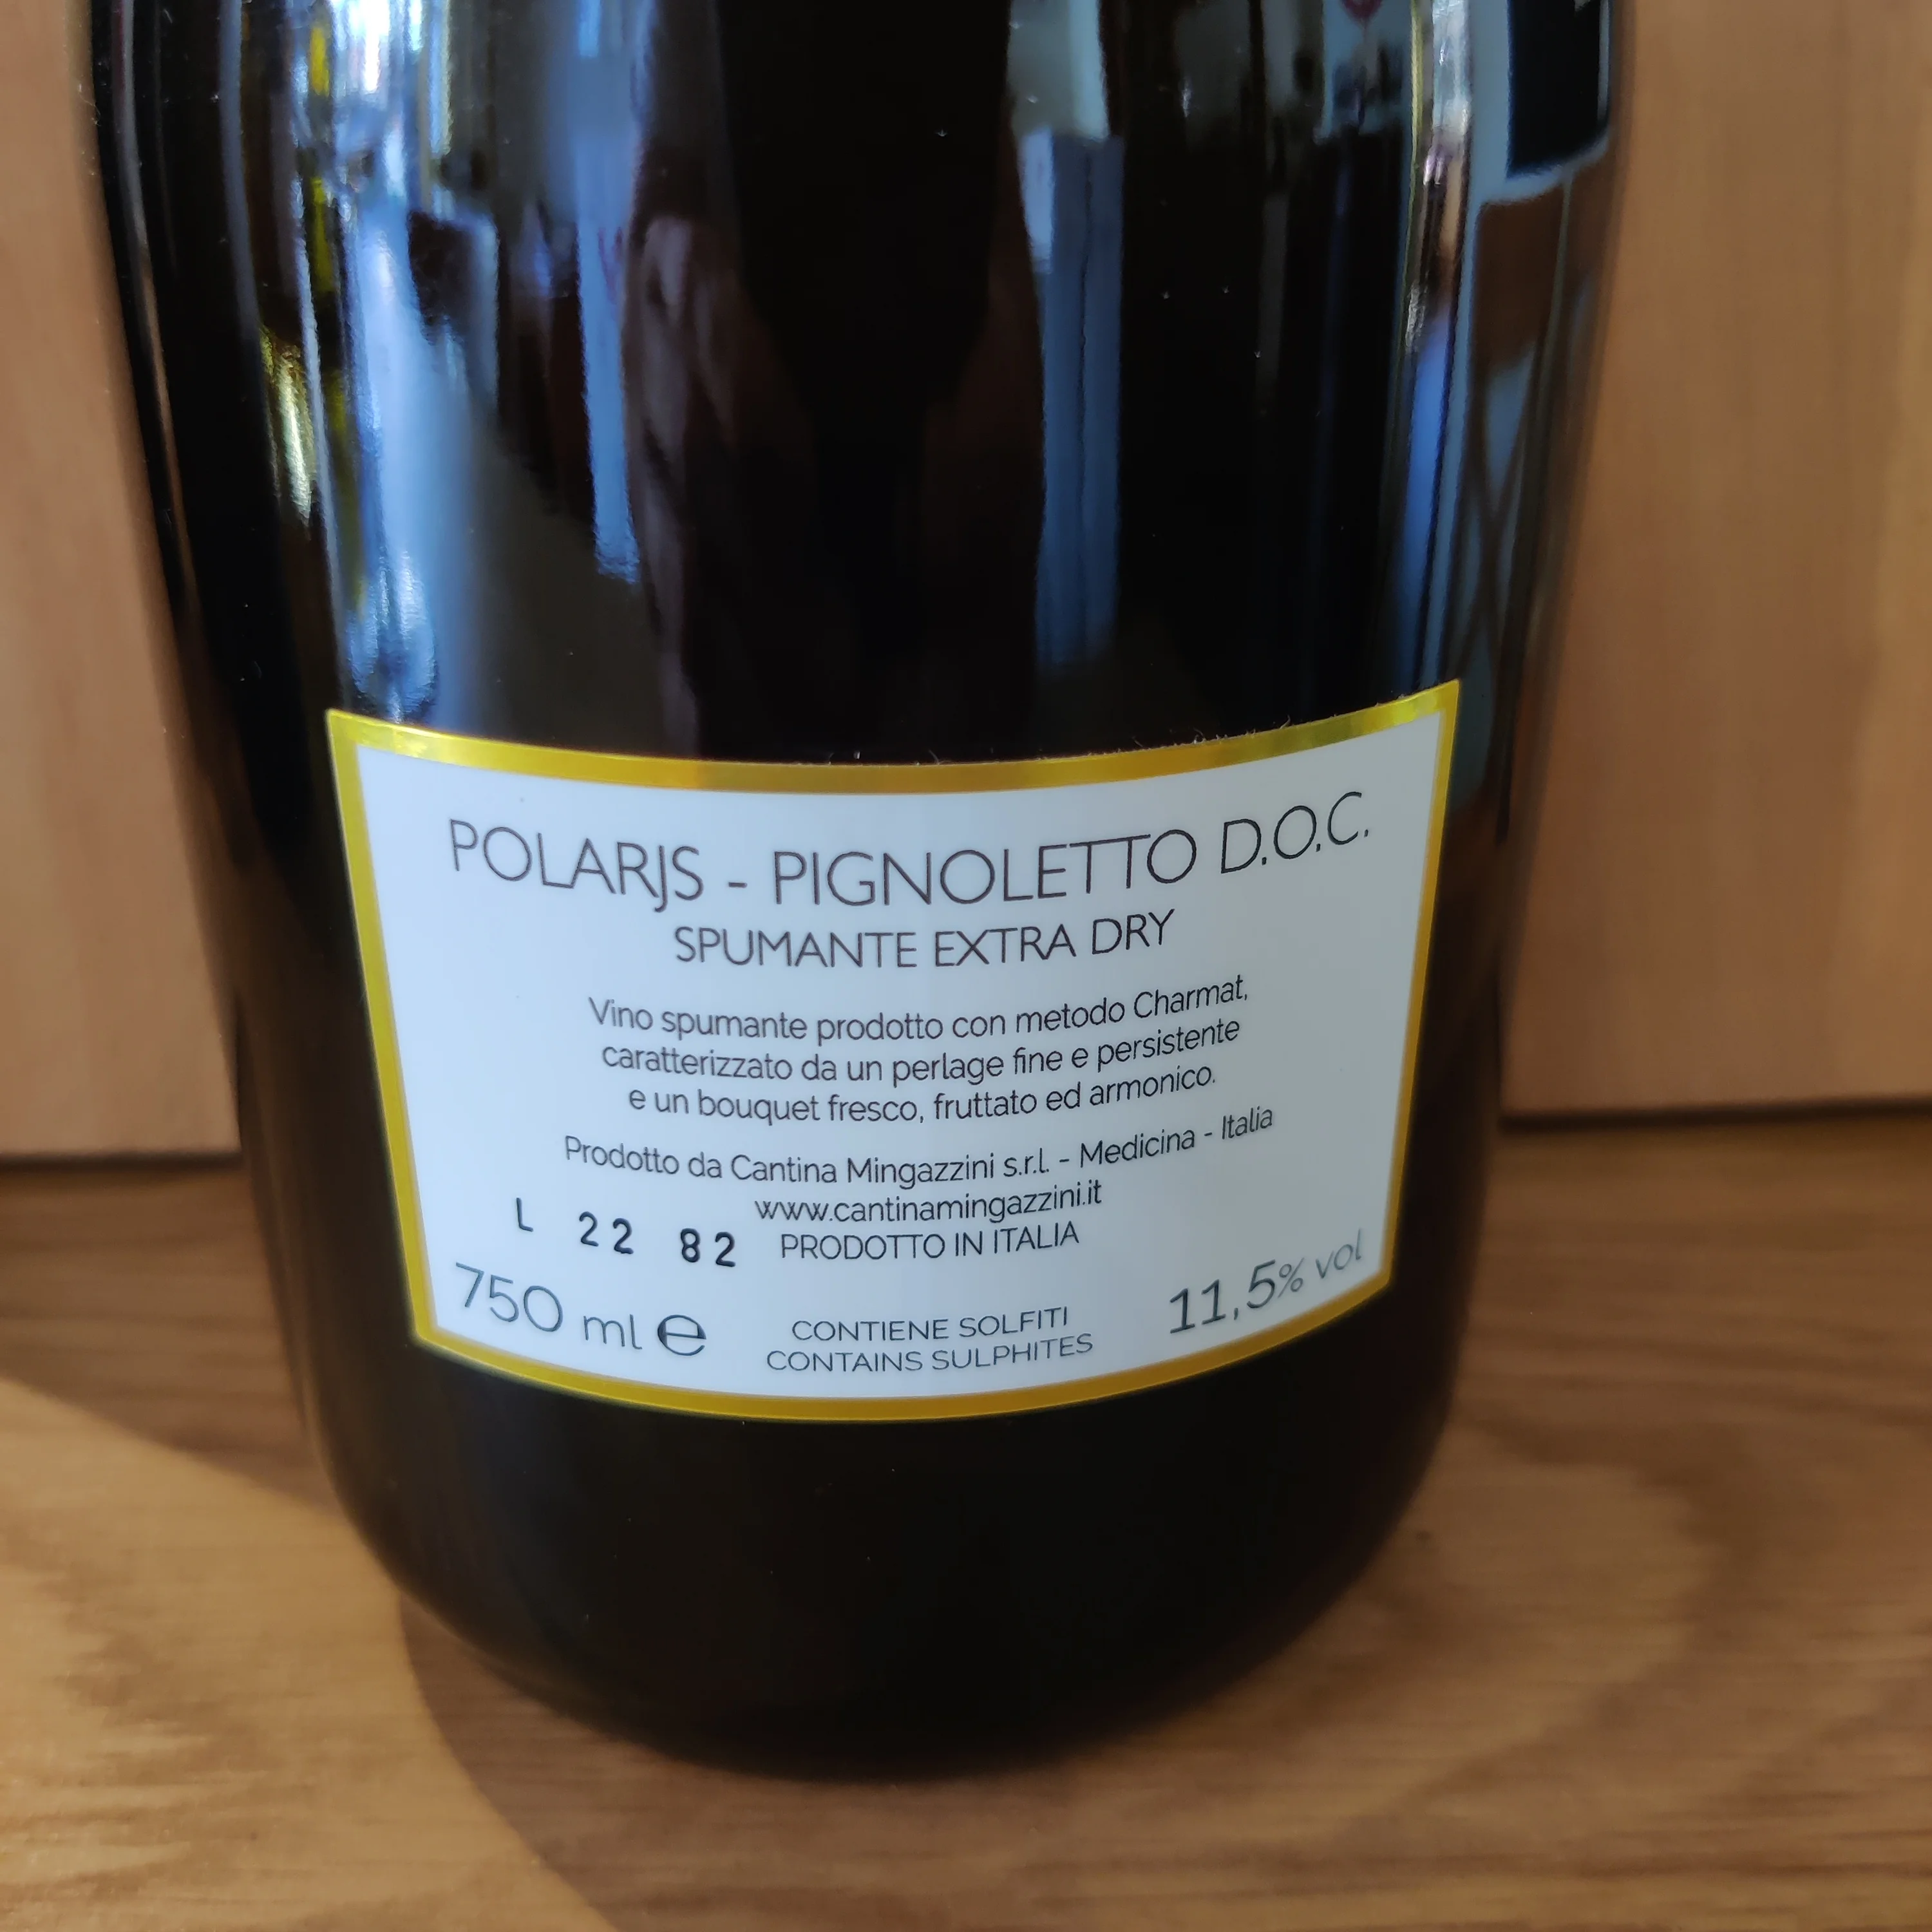 POLARJS - PIGNOLETTO D.O.C.
SPUMANTE EXTRA DRY
Vino spumante prodotto con metodo Charmat,
caratterizzato da un perlage fine e persistente
e un bouquet fresco, fruttato ed armonico.
Prodotto da Cantina Mingazzini s.r.l. - Medicina - Italia
www.cantinamingazzini.it
L 22 82
PRODOTTO IN ITALIA
750 ml ℮
CONTIENE SOLFITI
CONTAINS SULPHITES
11,5% vol